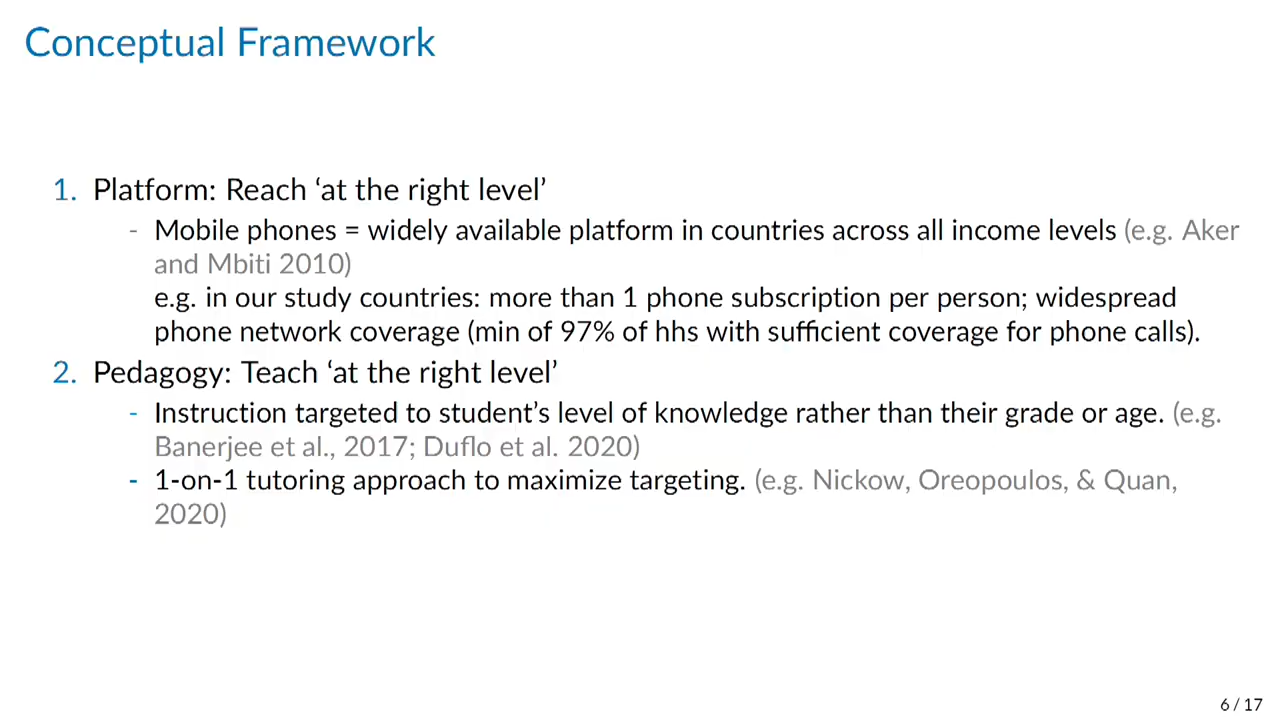 Conceptual Framework
1. Platform: Reach ‘at the right level’
- Mobile phones = widely available platform in countries across all income levels (e.g. Aker
and Mbiti 2010)
e.g. in our study countries: more than 1 phone subscription per person; widespread
phone network coverage (min of 97% of hhs with sufficient coverage for phone calls).
2. Pedagogy: Teach ‘at the right level’
- Instruction targeted to student’s level of knowledge rather than their grade or age. (e.g.
Banerjee et al., 2017; Duflo et al. 2020)
- 1-on-1 tutoring approach to maximize targeting. (e.g. Nickow, Oreopoulos, & Quan,
2020)
6 / 17